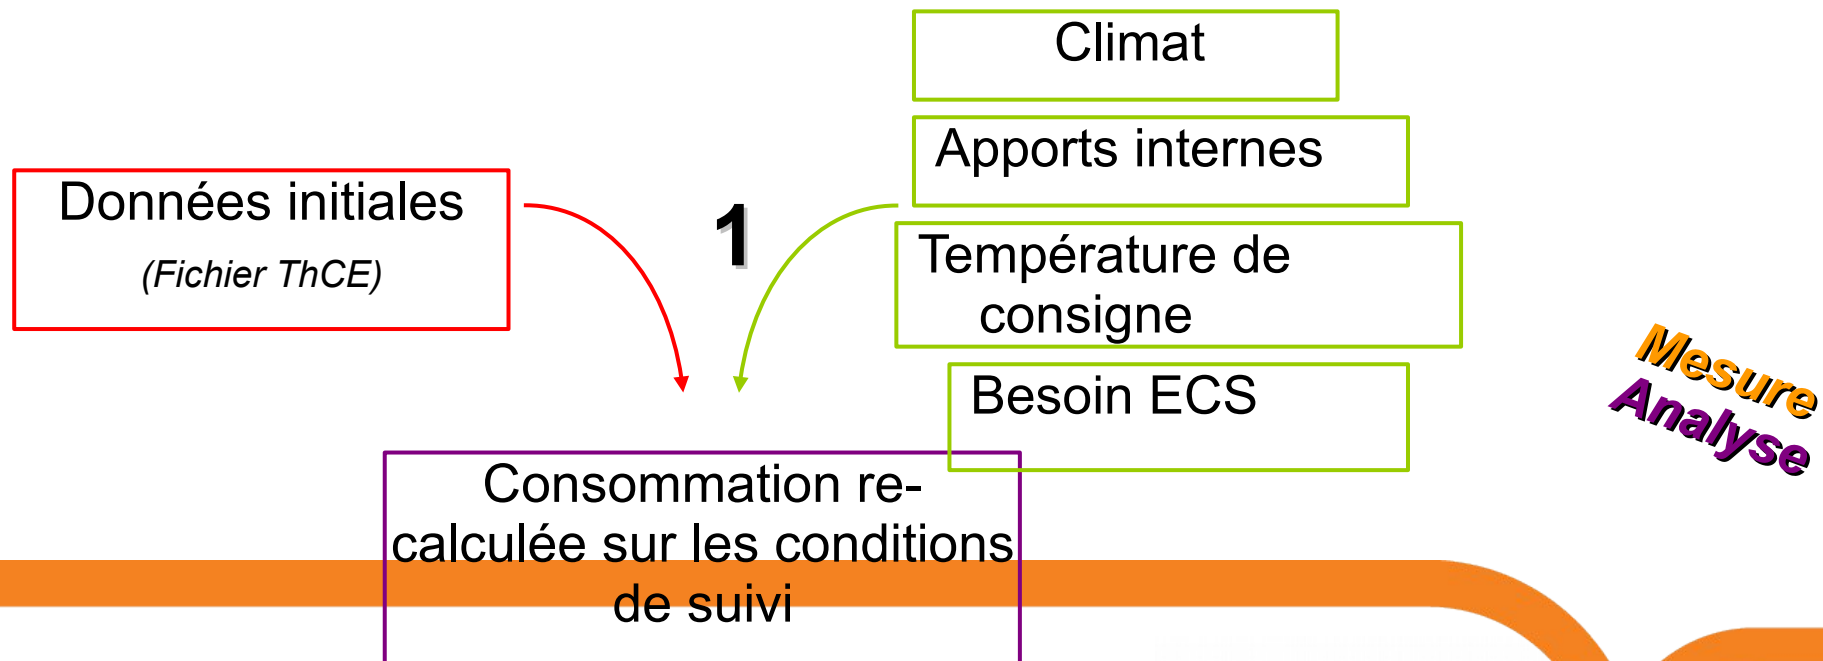 Climat
Apports internes
Données initiales
(Fichier ThCE)
1
Température de
consigne
Besoin ECS
Mesure
Analyse
Consommation re-
calculée sur les conditions
de suivi